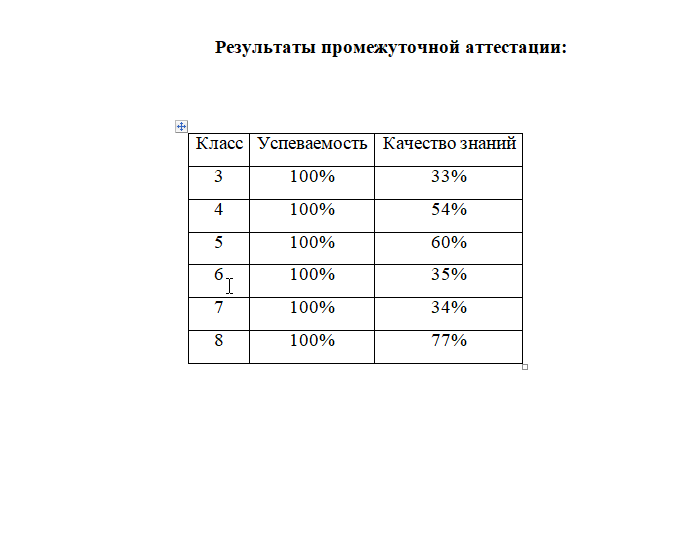 Результаты промежуточной аттестации:
Класс Успеваемость Качество знаний
3 100% 33%
4 100% 54%
5 100% 60%
6 100% 35%
7 100% 34%
8 100% 77%